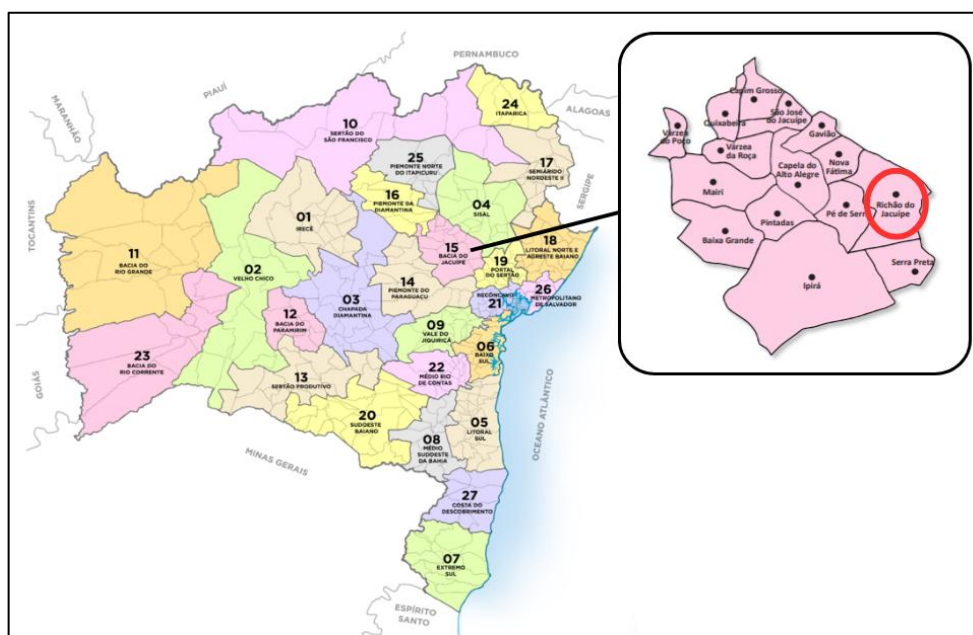 PERNAMBUCO
PIAUÍ
MARANHÃO
ALAGOAS
24
ITAPARICA
10
SERTÃO DO
SÃO FRANCISCO
25
PIEMONTE NORTE
DO ITAPICURU
17
SEMIÁRIDO
NORDESTE II
SERGIPE
16
PIEMONTE DA
DIAMANTINA
04
SISAL
01
IRECÊ
TOCANTINS
11
BACIA DO
RIO GRANDE
02
VELHO CHICO
15
BACIA DO
JACUÍPE
18
LITORAL NORTE E
AGRESTE BAIANO
19
PORTAL
DO SERTÃO
14
PIEMONTE DO
PARAGUAÇU
03
CHAPADA
DIAMANTINA
26
METROPOLITANO
DE SALVADOR
RECÔNCAVO
21
12
BACIA DO
PARAMIRIM
09
VALE DO
JIQUIRIÇÁ
06
BAIXO
SUL
23
BACIA DO
RIO CORRENTE
22
MÉDIO RIO
DE CONTAS
13
SERTÃO PRODUTIVO
GOIÁS
20
SUDOESTE
BAIANO
05
LITORAL
SUL
08
MÉDIO
SUDOESTE
DA BAHIA
OCEANO ATLÂNTICO
MINAS GERAIS
27
COSTA DO
DESCOBRIMENTO
07
EXTREMO
SUL
ESPÍRITO
SANTO
Capim Grosso
São José
do Jacuípe
Quixabeira
Gavião
Várzea
do Poço
Várzea
da Roça
Nova
Fátima
Capela do
Alto Alegre
Mairi
Richão do
Jacuípe
Pé de Serra
Pintadas
Baixa Grande
Serra Preta
Ipirá